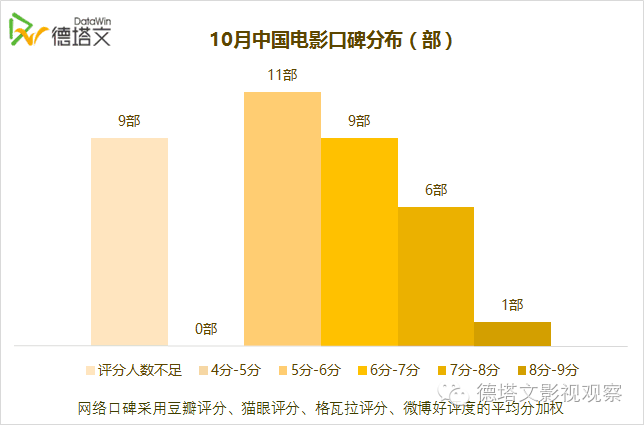 DataWin
德塔文
10月中国电影口碑分布（部）
11部
9部
9部
6部
1部
0部
评分人数不足 4分-5分 5分-6分 6分-7分 7分-8分 8分-9分
德塔文影视观察
网络口碑采用豆瓣评分、猫眼评分、格瓦拉评分、微博好评度的平均分加权